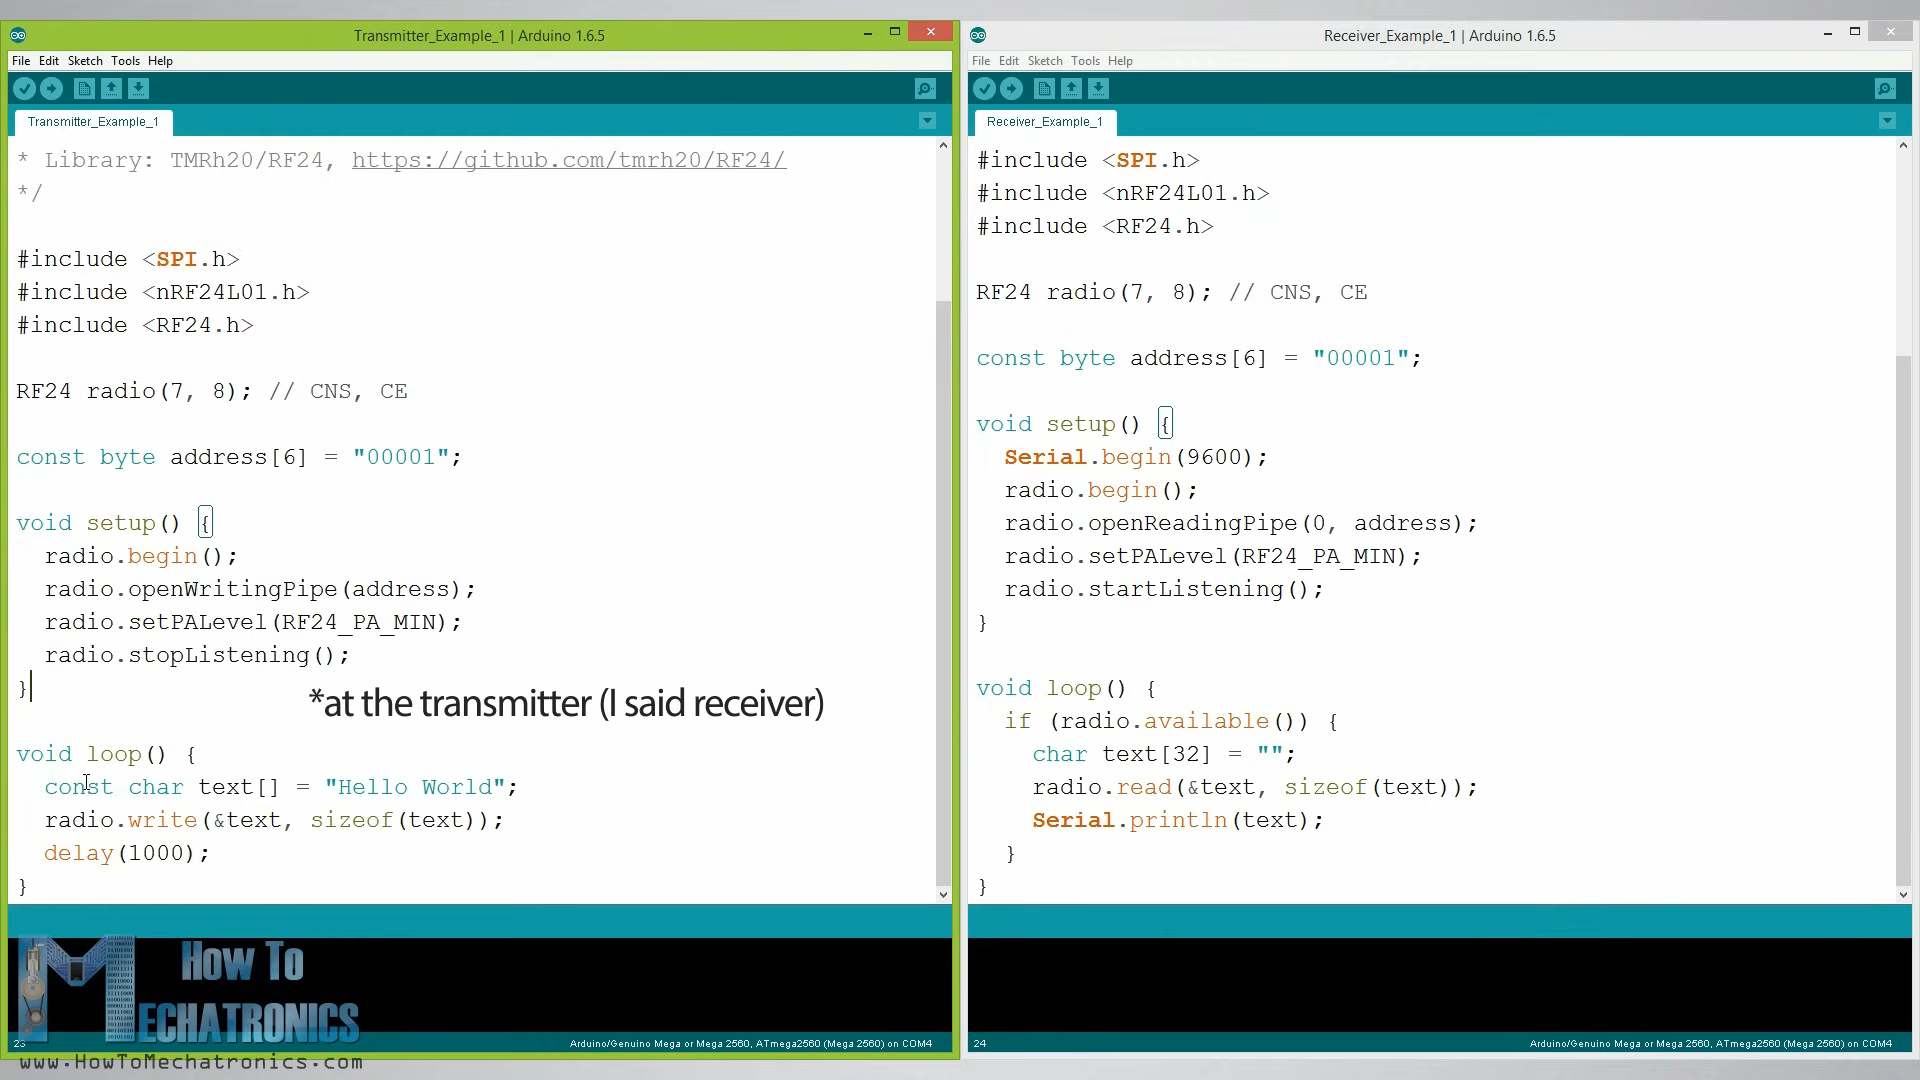 Transmitter_Example_1 | Arduino 1.6.5
File Edit Sketch Tools Help
Transmitter_Example_1
* Library: TMRh20/RF24, https://github.com/tmrh20/RF24/
*/
#include <SPI.h>
#include <nRF24L01.h>
#include <RF24.h>
RF24 radio(7, 8); // CNS, CE
const byte address[6] = "00001";
void setup() {
radio.begin();
radio.openWritingPipe(address);
radio.setPALevel(RF24_PA_MIN);
radio.stopListening();
}
*at the transmitter (I said receiver)
void loop() {
const char text[] = "Hello World";
radio.write(&text, sizeof(text));
delay(1000);
}
How To
MECHATRONICS
23
Arduino/Genuino Mega or Mega 2560, ATmega2560 (Mega 2560) on COM4
www.HowToMechatronics.com
Receiver_Example_1 | Arduino 1.6.5
File Edit Sketch Tools Help
Receiver_Example_1
#include <SPI.h>
#include <nRF24L01.h>
#include <RF24.h>
RF24 radio(7, 8); // CNS, CE
const byte address[6] = "00001";
void setup() {
Serial.begin(9600);
radio.begin();
radio.openReadingPipe(0, address);
radio.setPALevel(RF24_PA_MIN);
radio.startListening();
}
void loop() {
if (radio.available()) {
char text[32] = "";
radio.read(&text, sizeof(text));
Serial.println(text);
}
}
24
Arduino/Genuino Mega or Mega 2560, ATmega2560 (Mega 2560) on COM4